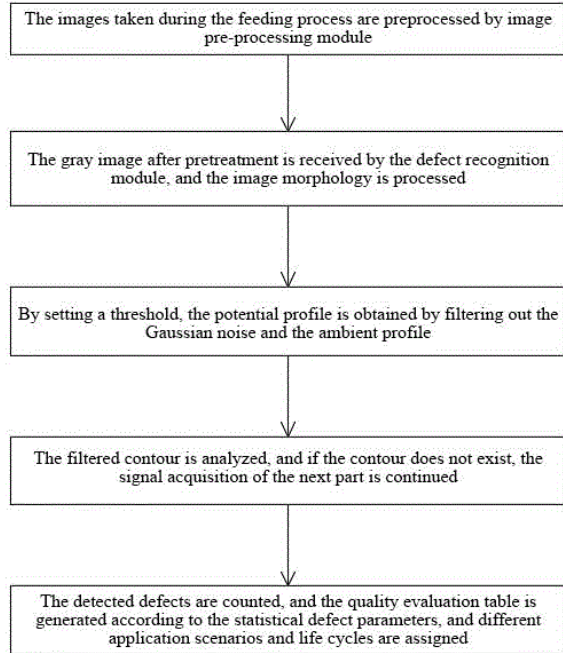 The images taken during the feeding process are preprocessed by image
pre-processing module
The gray image after pretreatment is received by the defect recognition
module, and the image morphology is processed
By setting a threshold, the potential profile is obtained by filtering out the
Gaussian noise and the ambient profile
The filtered contour is analyzed, and if the contour does not exist, the
signal acquisition of the next part is continued
The detected defects are counted, and the quality evaluation table is
generated according to the statistical defect parameters, and different
application scenarios and life cycles are assigned